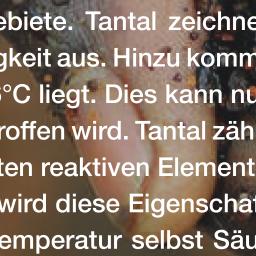 ebiete. Tantal zeichne
gkeit aus. Hinzu komm
6°C liegt. Dies kann nu
roffen wird. Tantal zäh
ten reaktiven Element
wird diese Eigenschaf
emperatur selbst Säu